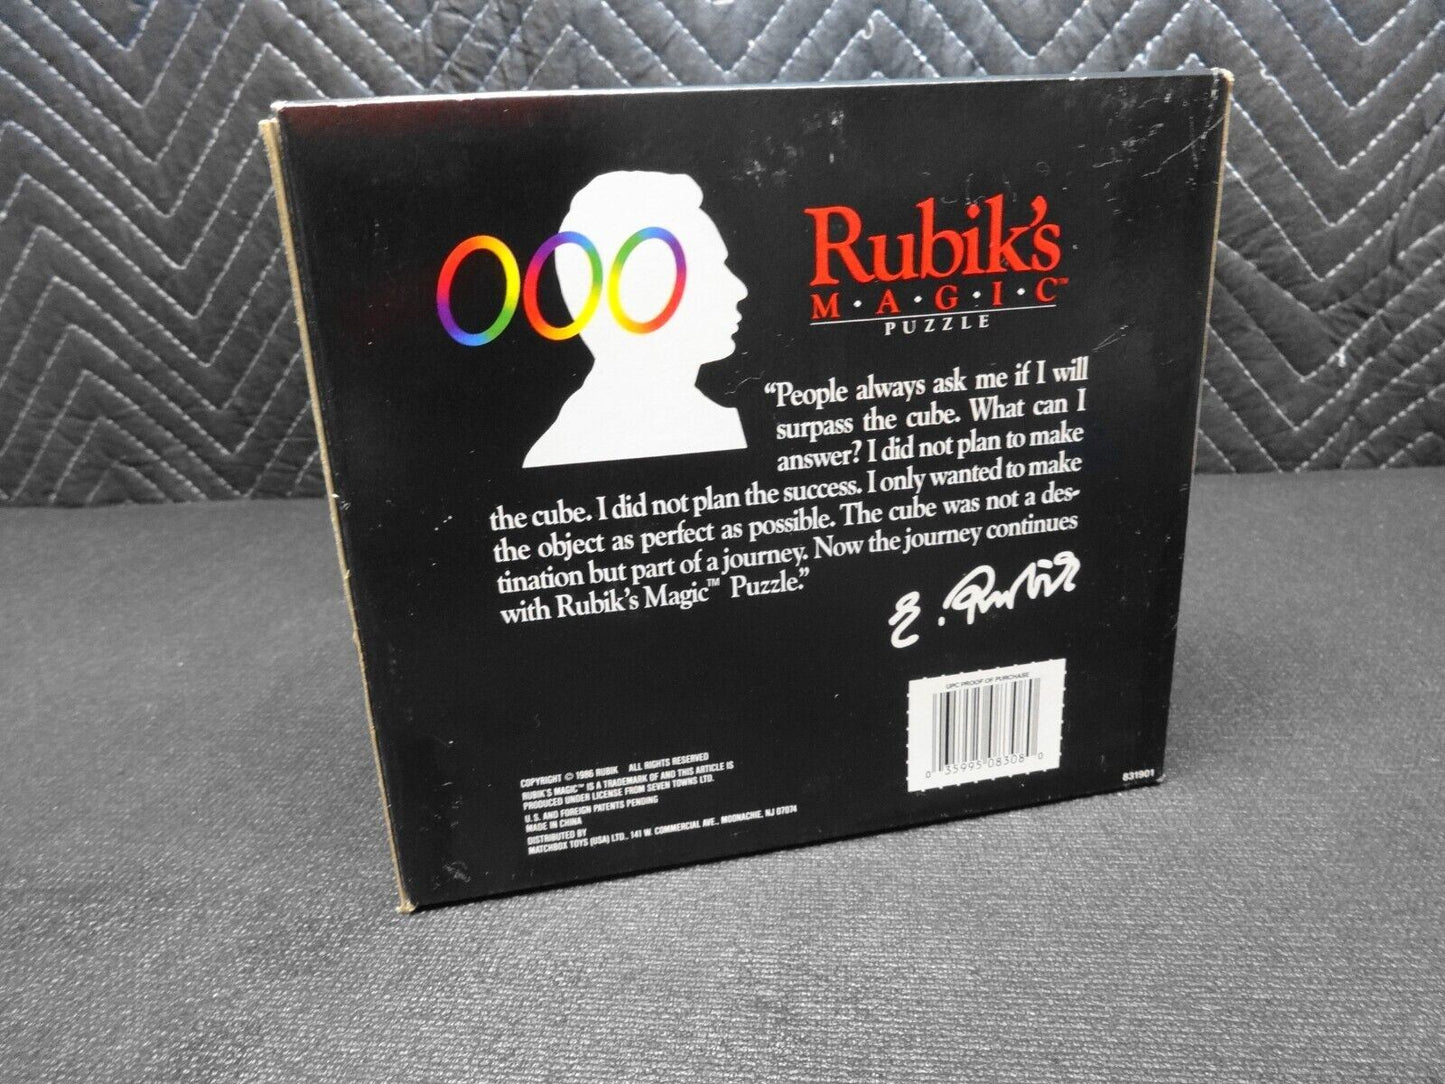 Rubik's
M·A·G·I·C™
PUZZLE
"People always ask me if I will
surpass the cube. What can I
answer? I did not plan to make
the cube. I did not plan the success. I only wanted to make
the object as perfect as possible. The cube was not a des-
tination but part of a journey. Now the journey continues
with Rubik's Magic™ Puzzle."
E. Rubik
UPC PROOF OF PURCHASE
0 35995 08308 0
831901
COPYRIGHT © 1986 RUBIK ALL RIGHTS RESERVED
RUBIK'S MAGIC™ IS A TRADEMARK OF AND THIS ARTICLE IS
PRODUCED UNDER LICENSE FROM SEVEN TOWNS LTD.
U.S. AND FOREIGN PATENTS PENDING
MADE IN CHINA
DISTRIBUTED BY
MATCHBOX TOYS (USA) LTD., 141 W. COMMERCIAL AVE., MOONACHIE, NJ 07074